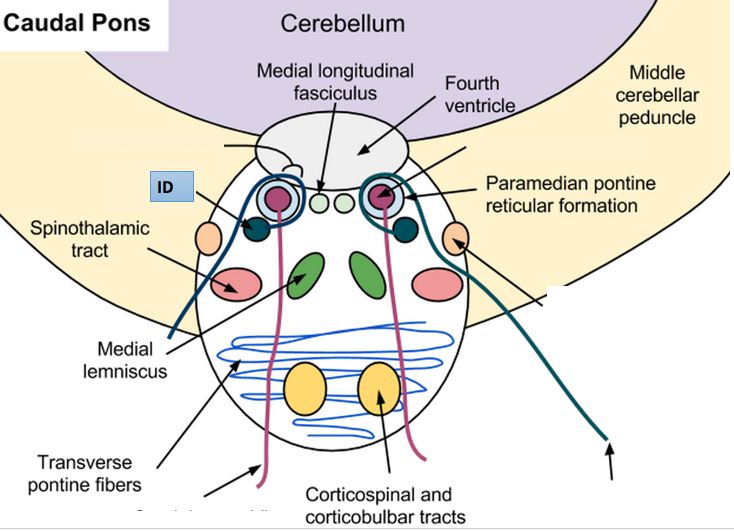 Caudal Pons
Cerebellum
Medial longitudinal
fasciculus
Fourth
ventricle
Middle
cerebellar
peduncle
ID
Paramedian pontine
reticular formation
Spinothalamic
tract
Medial
lemniscus
Transverse
pontine fibers
Corticospinal and
corticobulbar tracts